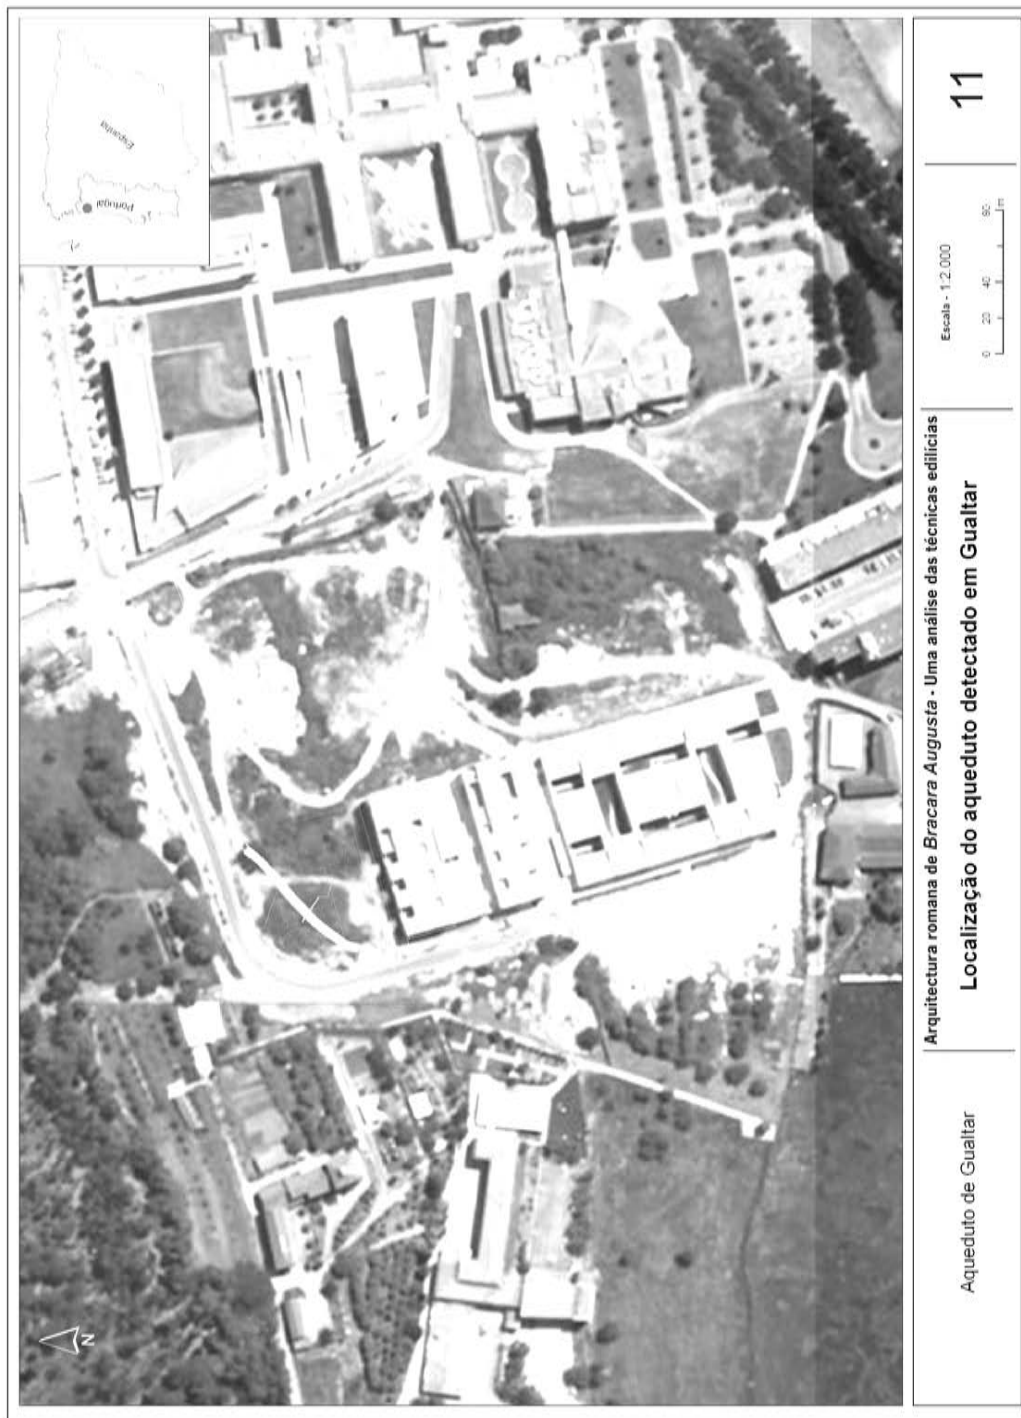 Espanha
Portugal
N
Aqueduto de Gualtar
Arquitectura romana de Bracara Augusta - Uma análise das técnicas edilícias
Localização do aqueduto detectado em Gualtar
Escala - 1:2.000
0 20 40 80
m
11